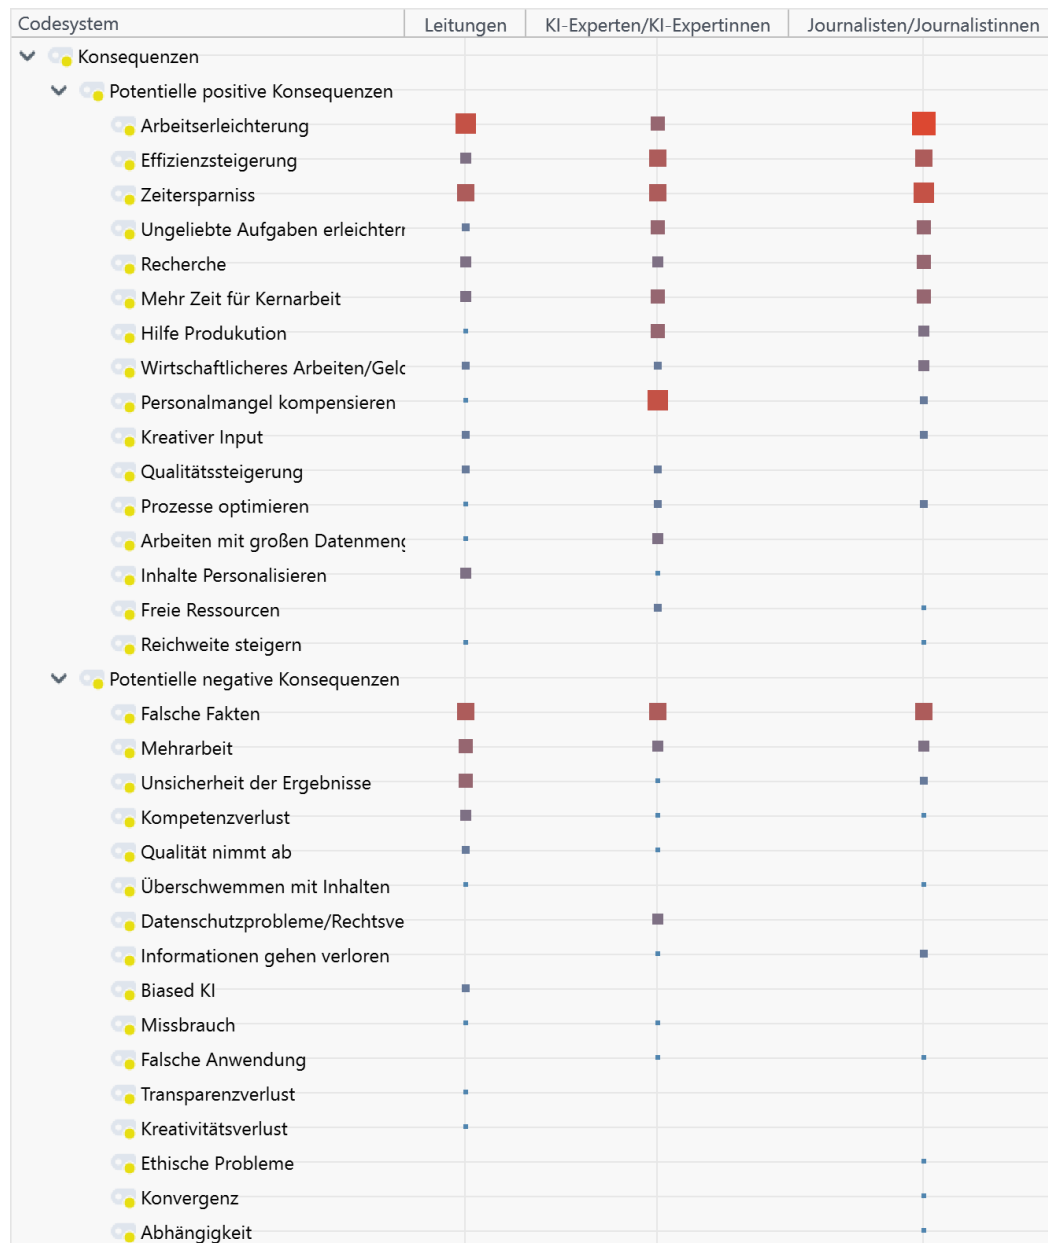 Codesystem Leitungen KI-Experten/KI-Expertinnen Journalisten/Journalistinnen
Konsequenzen
Potentielle positive Konsequenzen
Arbeitserleichterung
Effizienzsteigerung
Zeitersparniss
Ungeliebte Aufgaben erleichtern
Recherche
Mehr Zeit für Kernarbeit
Hilfe Produkution
Wirtschaftlicheres Arbeiten/Geld
Personalmangel kompensieren
Kreativer Input
Qualitätssteigerung
Prozesse optimieren
Arbeiten mit großen Datenmeng
Inhalte Personalisieren
Freie Ressourcen
Reichweite steigern
Potentielle negative Konsequenzen
Falsche Fakten
Mehrarbeit
Unsicherheit der Ergebnisse
Kompetenzverlust
Qualität nimmt ab
Überschwemmen mit Inhalten
Datenschutzprobleme/Rechtsve
Informationen gehen verloren
Biased KI
Missbrauch
Falsche Anwendung
Transparenzverlust
Kreativitätsverlust
Ethische Probleme
Konvergenz
Abhängigkeit